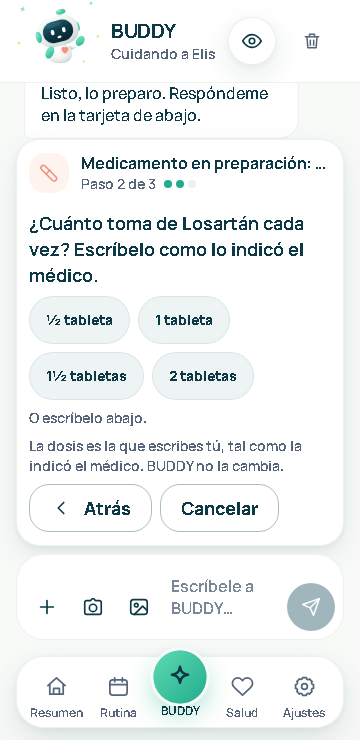 BUDDY
Cuidando a Elis
Listo, lo preparo. Respóndeme
en la tarjeta de abajo.
Medicamento en preparación: ...
Paso 2 de 3
¿Cuánto toma de Losartán cada
vez? Escríbelo como lo indicó el
médico.
½ tableta
1 tableta
1½ tabletas
2 tabletas
O escríbelo abajo.
La dosis es la que escribes tú, tal como la
indicó el médico. BUDDY no la cambia.
Atrás
Cancelar
Escríbele a
BUDDY...
Resumen
Rutina
BUDDY
Salud
Ajustes